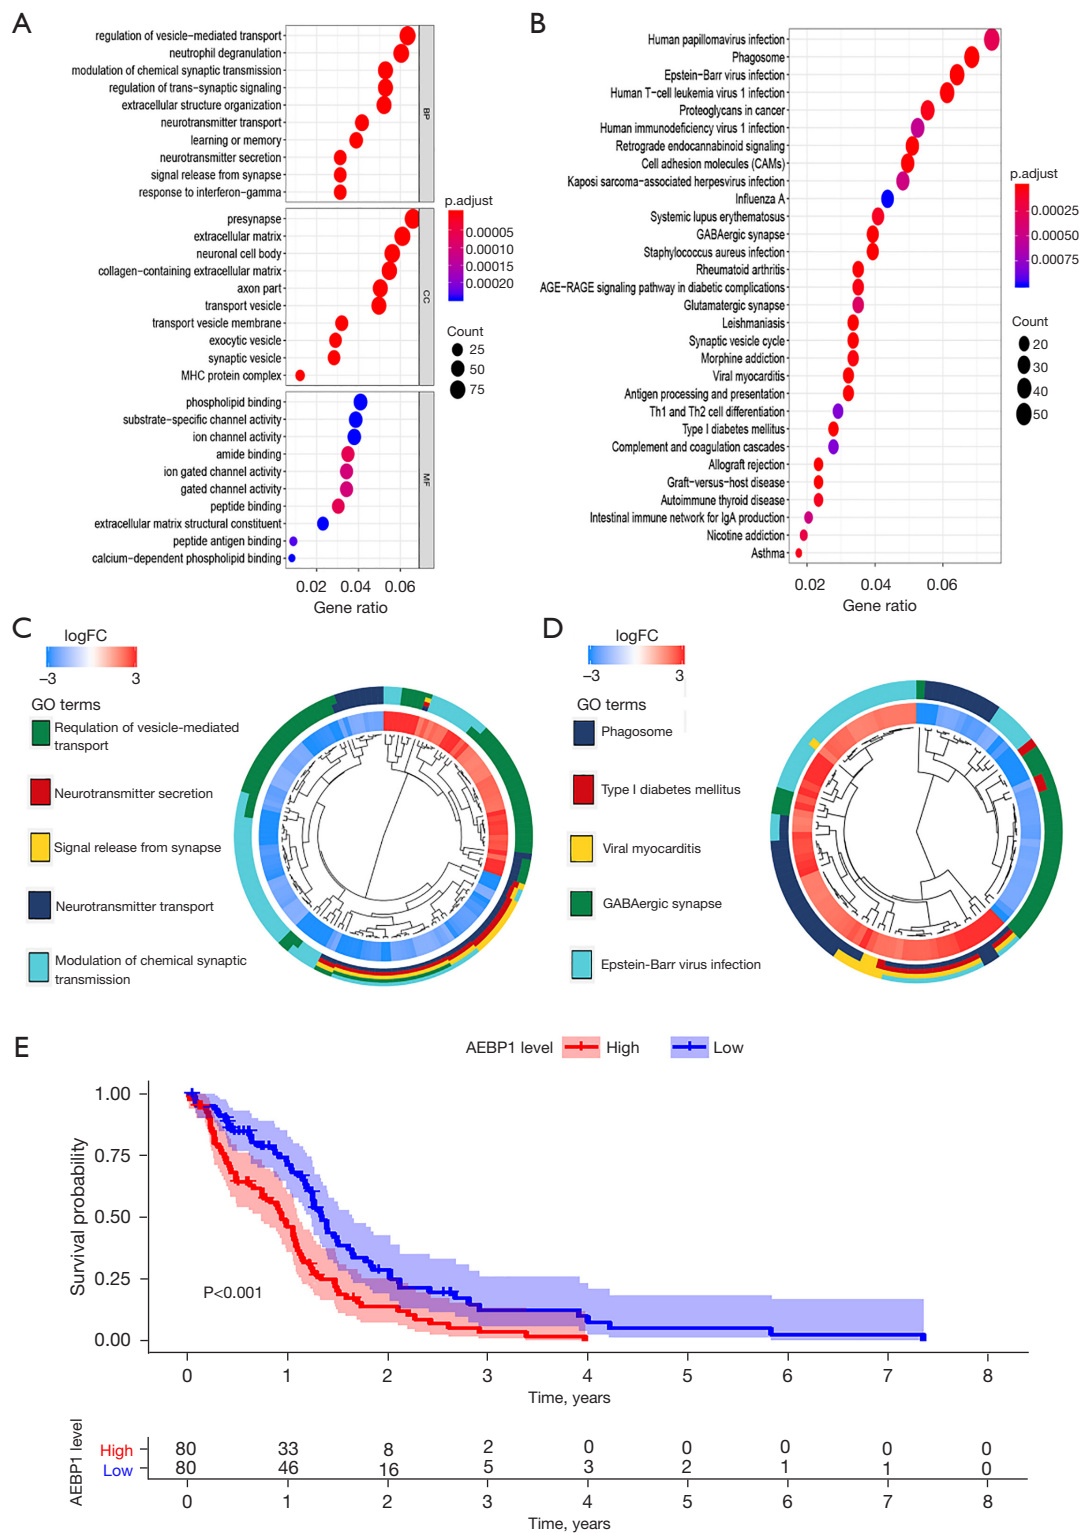 A
regulation of vesicle-mediated transport
neutrophil degranulation
modulation of chemical synaptic transmission
regulation of trans-synaptic signaling
extracellular structure organization
neurotransmitter transport
learning or memory
neurotransmitter secretion
signal release from synapse
response to interferon-gamma
BP
presynapse
extracellular matrix
neuronal cell body
collagen-containing extracellular matrix
axon part
transport vesicle
transport vesicle membrane
exocytic vesicle
synaptic vesicle
MHC protein complex
CC
phospholipid binding
substrate-specific channel activity
ion channel activity
amide binding
ion gated channel activity
gated channel activity
peptide binding
extracellular matrix structural constituent
peptide antigen binding
calcium-dependent phospholipid binding
MF
0.02 0.04 0.06
Gene ratio
p.adjust
0.00005
0.00010
0.00015
0.00020
Count
25
50
75
B
Human papillomavirus infection
Phagosome
Epstein-Barr virus infection
Human T-cell leukemia virus 1 infection
Proteoglycans in cancer
Human immunodeficiency virus 1 infection
Retrograde endocannabinoid signaling
Cell adhesion molecules (CAMs)
Kaposi sarcoma-associated herpesvirus infection
Influenza A
Systemic lupus erythematosus
GABAergic synapse
Staphylococcus aureus infection
Rheumatoid arthritis
AGE-RAGE signaling pathway in diabetic complications
Glutamatergic synapse
Leishmaniasis
Synaptic vesicle cycle
Morphine addiction
Viral myocarditis
Antigen processing and presentation
Th1 and Th2 cell differentiation
Type I diabetes mellitus
Complement and coagulation cascades
Allograft rejection
Graft-versus-host disease
Autoimmune thyroid disease
Intestinal immune network for IgA production
Nicotine addiction
Asthma
0.02 0.04 0.06
Gene ratio
p.adjust
0.00025
0.00050
0.00075
Count
20
30
40
50
C
logFC
−3 3
GO terms
Regulation of vesicle-mediated
transport
Neurotransmitter secretion
Signal release from synapse
Neurotransmitter transport
Modulation of chemical synaptic
transmission
D
logFC
−3 3
GO terms
Phagosome
Type I diabetes mellitus
Viral myocarditis
GABAergic synapse
Epstein-Barr virus infection
E
AEBP1 level High Low
Survival probability
1.00
0.75
0.50
0.25
0.00
P<0.001
0 1 2 3 4 5 6 7 8
Time, years
AEBP1 level
High 80 33 8 2 0 0 0 0 0
Low 80 46 16 5 3 2 1 1 0
0 1 2 3 4 5 6 7 8
Time, years